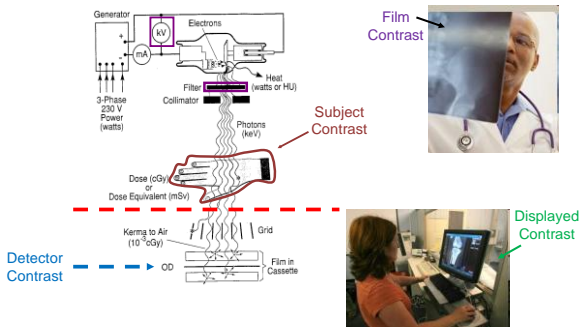 Generator
Electrons
kV
+
-
mA
3-Phase
230 V
Power
(watts)
Heat
(watts or HU)
Filter
Collimator
Photons
(keV)
Subject
Contrast
Dose (cGy)
or
Dose Equivalent (mSv)
Grid
Kerma to Air
(10⁻³cGy)
Detector
Contrast
OD
Film in
Cassette
Film
Contrast
Displayed
Contrast